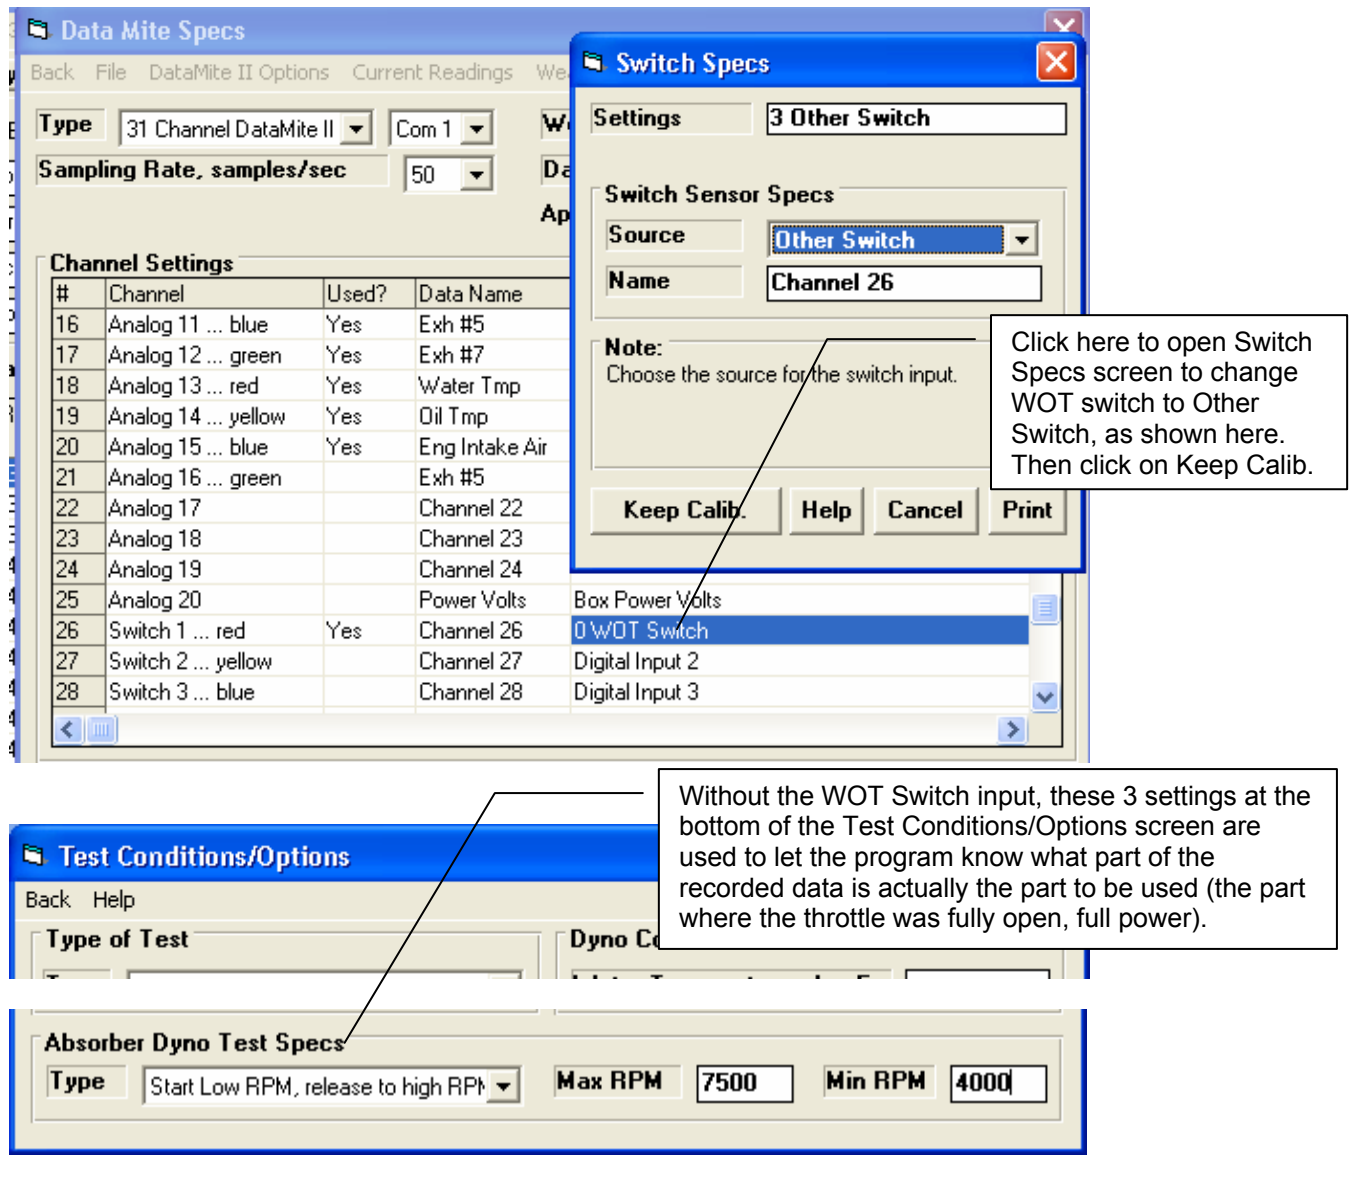 Data Mite Specs
Back File DataMite II Options Current Readings
Type 31 Channel DataMite II Com 1
Sampling Rate, samples/sec 50
Channel Settings
# Channel Used? Data Name
16 Analog 11 ... blue Yes Exh #5
17 Analog 12 ... green Yes Exh #7
18 Analog 13 ... red Yes Water Tmp
19 Analog 14 ... yellow Yes Oil Tmp
20 Analog 15 ... blue Yes Eng Intake Air
21 Analog 16 ... green Exh #5
22 Analog 17 Channel 22
23 Analog 18 Channel 23
24 Analog 19 Channel 24
25 Analog 20 Power Volts Box Power Volts
26 Switch 1 ... red Yes Channel 26 0 WOT Switch
27 Switch 2 ... yellow Channel 27 Digital Input 2
28 Switch 3 ... blue Channel 28 Digital Input 3
Switch Specs
Settings 3 Other Switch
Switch Sensor Specs
Source Other Switch
Name Channel 26
Note:
Choose the source for the switch input.
Keep Calib. Help Cancel Print
Click here to open Switch
Specs screen to change
WOT switch to Other
Switch, as shown here.
Then click on Keep Calib.
Without the WOT Switch input, these 3 settings at the
bottom of the Test Conditions/Options screen are
used to let the program know what part of the
recorded data is actually the part to be used (the part
where the throttle was fully open, full power).
Test Conditions/Options
Back Help
Type of Test
Dyno
Absorber Dyno Test Specs
Type Start Low RPM, release to high Max RPM 7500 Min RPM 4000